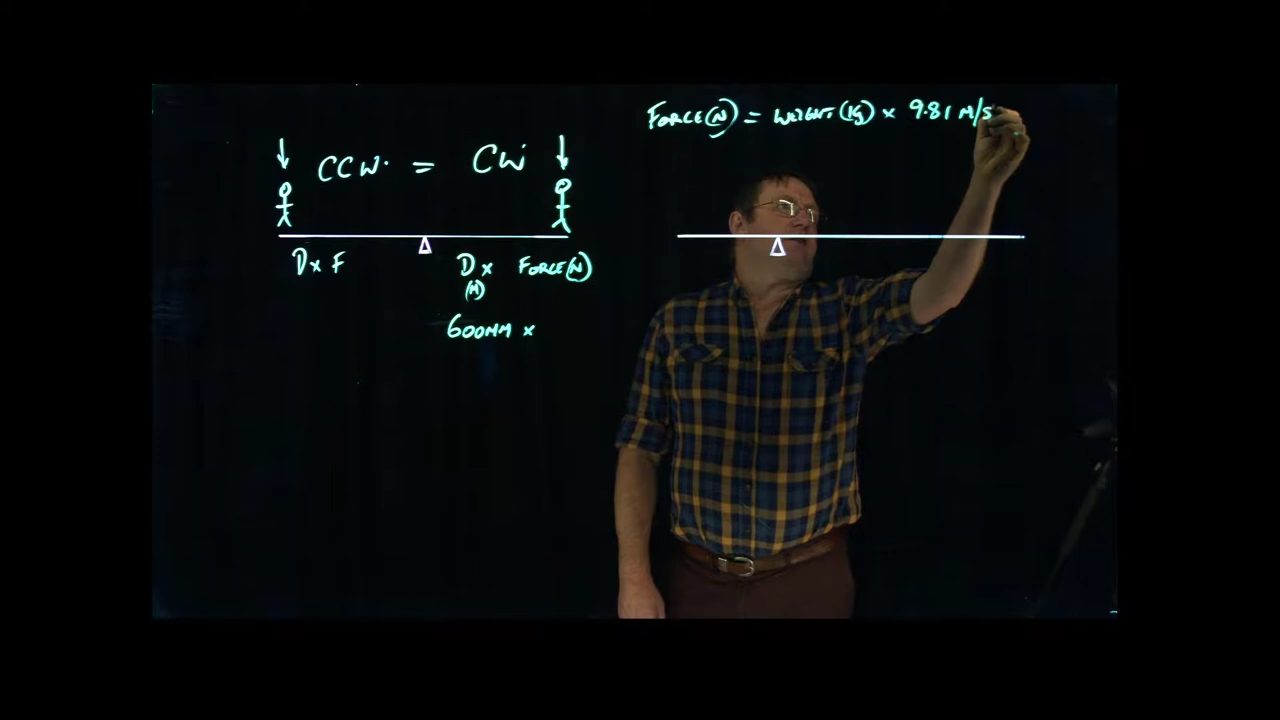 FORCE(N) = WEIGHT(Kg) × 9.81 M/S
CCW. = CW
D × F
D × FORCE(N)
(M)
600MM ×